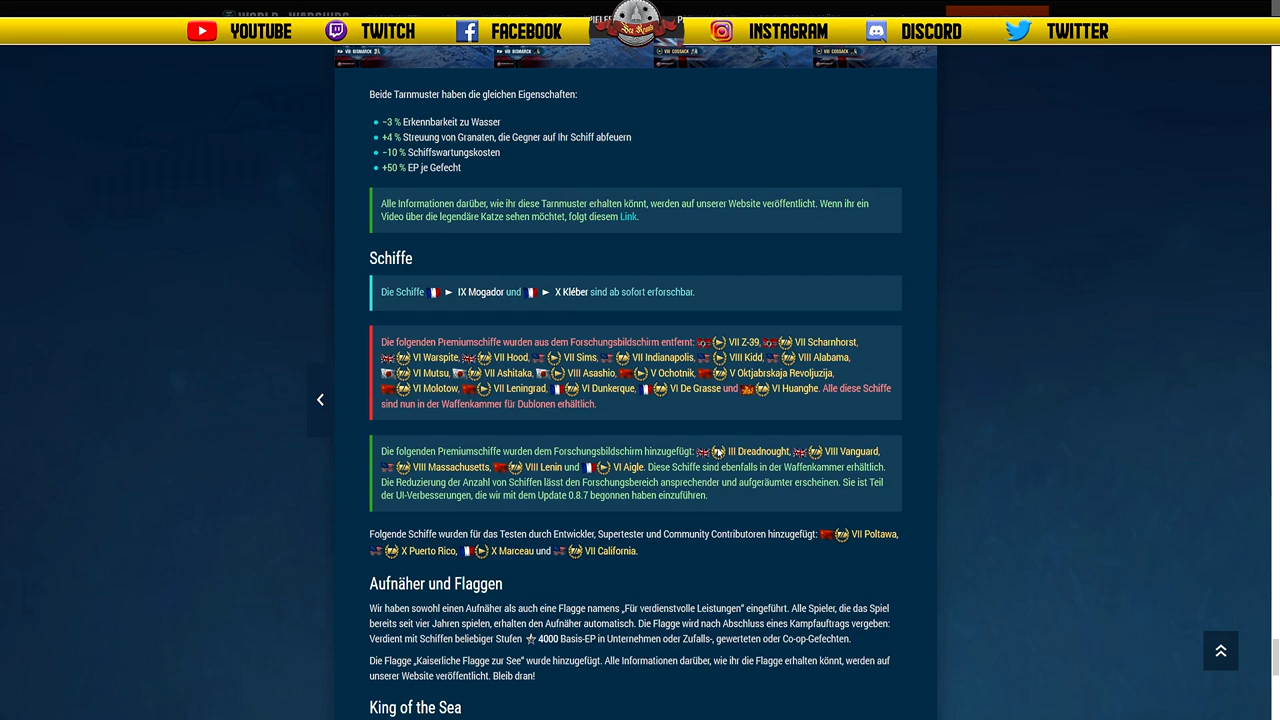 YOUTUBE TWITCH FACEBOOK INSTAGRAM DISCORD TWITTER
VIII BISMARCK VIII BISMARCK VIII COSSACK VIII COSSACK
Beide Tarnmuster haben die gleichen Eigenschaften:
−3 % Erkennbarkeit zu Wasser
+4 % Streuung von Granaten, die Gegner auf Ihr Schiff abfeuern
−10 % Schiffswartungskosten
+50 % EP je Gefecht
Alle Informationen darüber, wie ihr diese Tarnmuster erhalten könnt, werden auf unserer Website veröffentlicht. Wenn ihr ein
Video über die legendäre Katze sehen möchtet, folgt diesem Link.
Schiffe
Die Schiffe IX Mogador und X Kléber sind ab sofort erforschbar.
Die folgenden Premiumschiffe wurden aus dem Forschungsbildschirm entfernt: VII Z-39, VII Scharnhorst,
VI Warspite, VII Hood, VII Sims, VII Indianapolis, VIII Kidd, VIII Alabama,
VI Mutsu, VII Ashitaka, VIII Asashio, V Ochotnik, V Oktjabrskaja Revoljuzija,
VI Molotow, VII Leningrad, VI Dunkerque, VI De Grasse und VI Huanghe. Alle diese Schiffe
sind nun in der Waffenkammer für Dublonen erhältlich.
Die folgenden Premiumschiffe wurden dem Forschungsbildschirm hinzugefügt: III Dreadnought, VIII Vanguard,
VIII Massachusetts, VIII Lenin und VI Aigle. Diese Schiffe sind ebenfalls in der Waffenkammer erhältlich.
Die Reduzierung der Anzahl von Schiffen lässt den Forschungsbereich ansprechender und aufgeräumter erscheinen. Sie ist Teil
der UI-Verbesserungen, die wir mit dem Update 0.8.7 begonnen haben einzuführen.
Folgende Schiffe wurden für das Testen durch Entwickler, Supertester und Community Contributoren hinzugefügt: VII Poltawa,
X Puerto Rico, X Marceau und VII California.
Aufnäher und Flaggen
Wir haben sowohl einen Aufnäher als auch eine Flagge namens „Für verdienstvolle Leistungen“ eingeführt. Alle Spieler, die das Spiel
bereits seit vier Jahren spielen, erhalten den Aufnäher automatisch. Die Flagge wird nach Abschluss eines Kampfauftrags vergeben:
Verdient mit Schiffen beliebiger Stufen 4000 Basis-EP in Unternehmen oder Zufalls-, gewerteten oder Co-op-Gefechten.
Die Flagge „Kaiserliche Flagge zur See“ wurde hinzugefügt. Alle Informationen darüber, wie ihr die Flagge erhalten könnt, werden auf
unserer Website veröffentlicht. Bleib dran!
King of the Sea